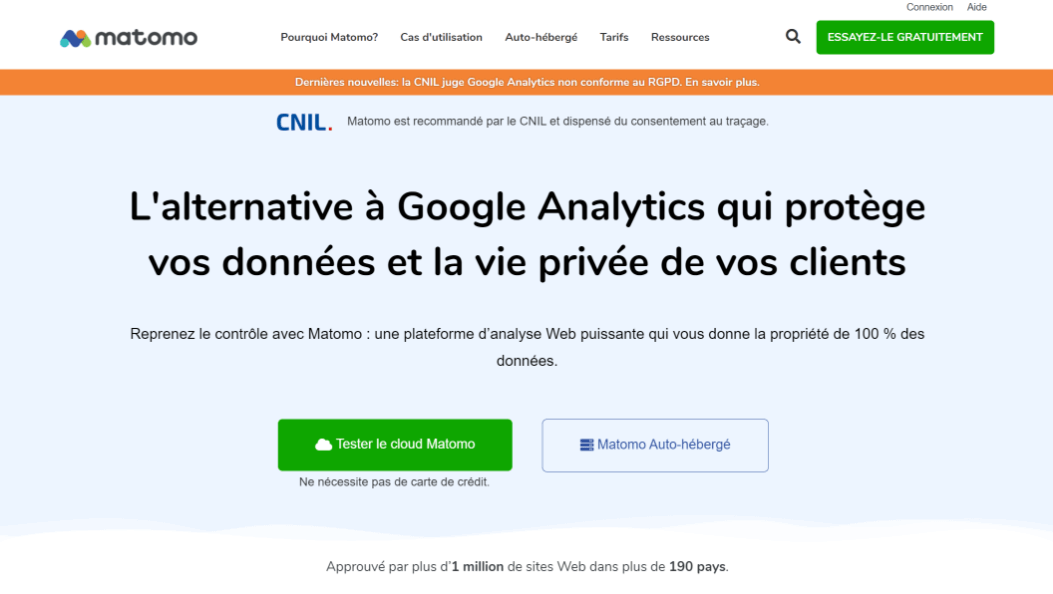 Connexion Aide
matomo
Pourquoi Matomo? Cas d'utilisation Auto-hébergé Tarifs Ressources ESSAYEZ-LE GRATUITEMENT
Dernières nouvelles: la CNIL juge Google Analytics non conforme au RGPD. En savoir plus.
CNIL. Matomo est recommandé par le CNIL et dispensé du consentement au traçage.
L'alternative à Google Analytics qui protège
vos données et la vie privée de vos clients
Reprenez le contrôle avec Matomo : une plateforme d’analyse Web puissante qui vous donne la propriété de 100 % des
données.
Tester le cloud Matomo Matomo Auto-hébergé
Ne nécessite pas de carte de crédit.
Approuvé par plus d'1 million de sites Web dans plus de 190 pays.